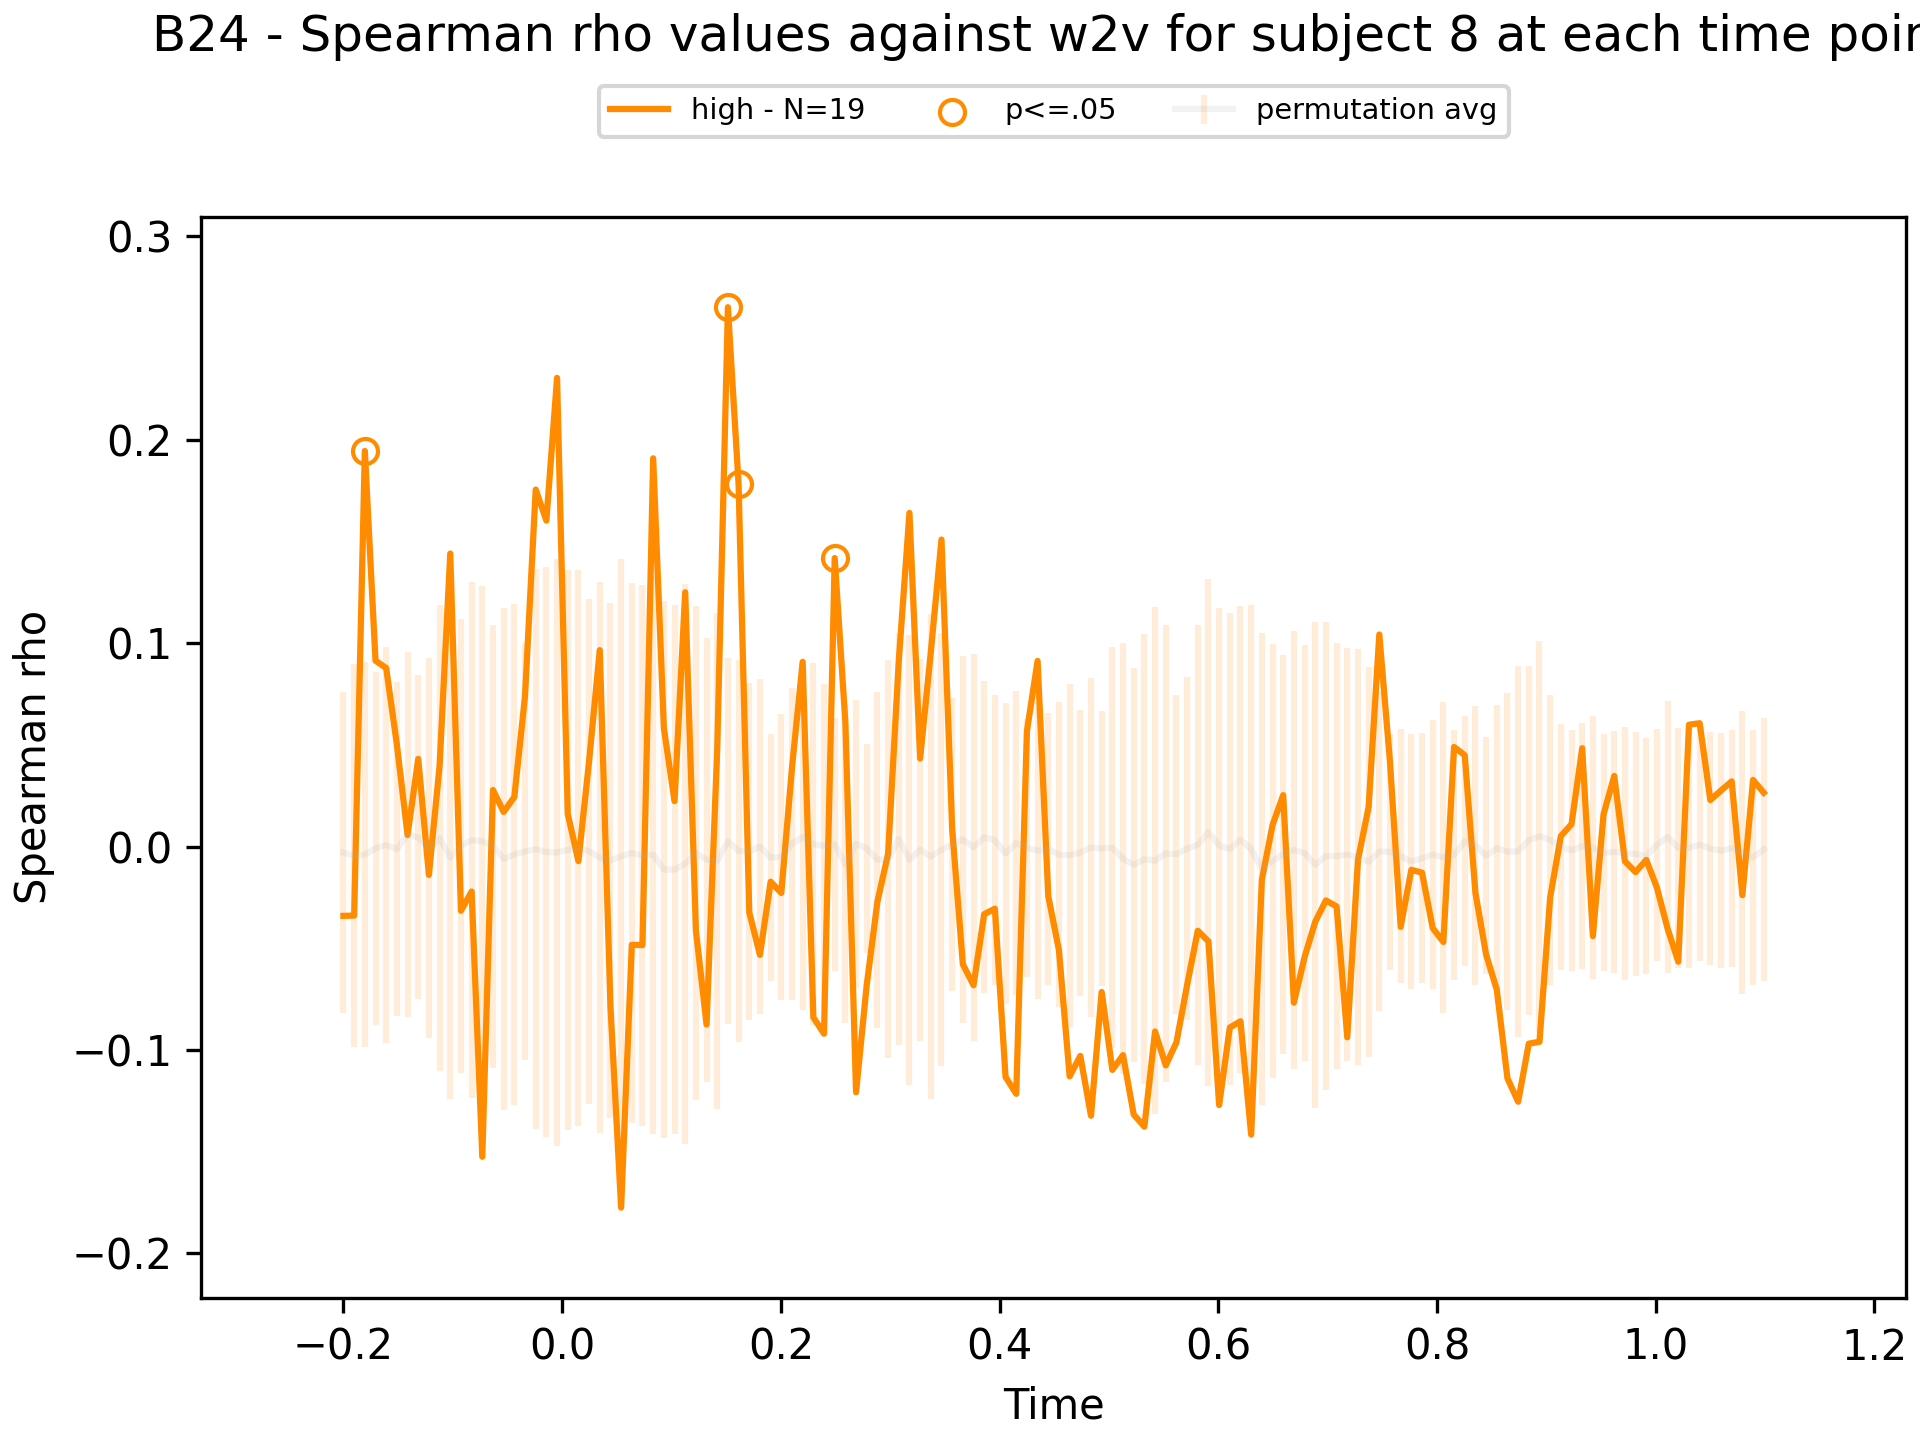 B24 - Spearman rho values against w2v for subject 8 at each time
high - N=19 p<=.05 permutation avg
0.3
0.2
0.1
0.0
−0.1
−0.2
Spearman rho
−0.2 0.0 0.2 0.4 0.6 0.8 1.0 1.2
Time